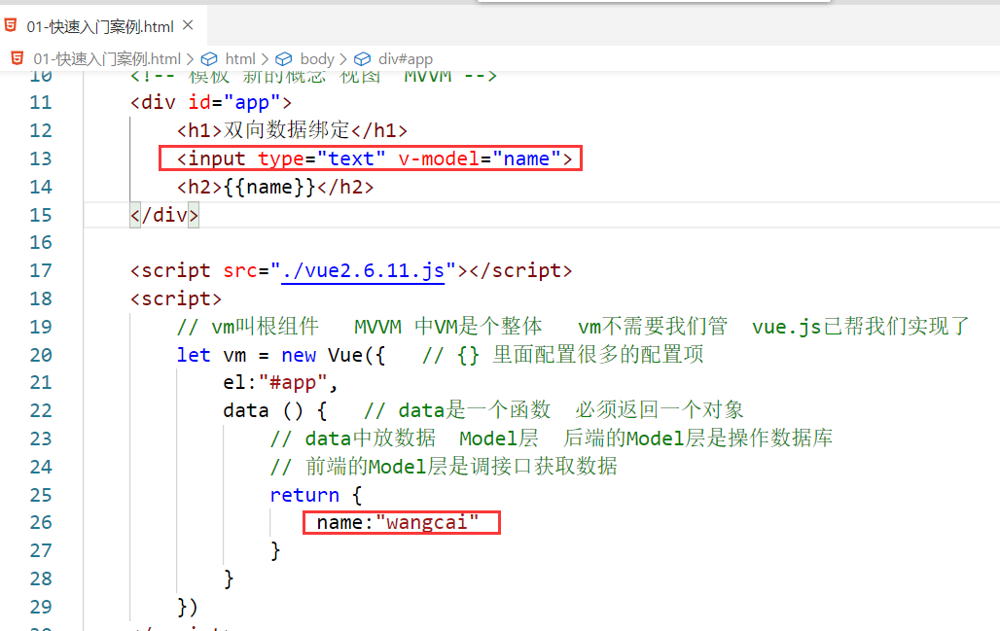 01-快速入门案例.html ×
01-快速入门案例.html > html > body > div#app
10 <!-- 模板 新的概念 视图  MVVM -->
11 <div id="app">
12     <h1>双向数据绑定</h1>
13     <input type="text" v-model="name">
14     <h2>{{name}}</h2>
15 </div>
16
17 <script src="./vue2.6.11.js"></script>
18 <script>
19     // vm叫根组件   MVVM 中VM是个整体   vm不需要我们管  vue.js已帮我们实现了
20     let vm = new Vue({   // {} 里面配置很多的配置项
21         el:"#app",
22         data () {   // data是一个函数  必须返回一个对象
23             // data中放数据  Model层  后端的Model层是操作数据库
24             // 前端的Model层是调接口获取数据
25             return {
26                 name:"wangcai"
27             }
28         }
29     })